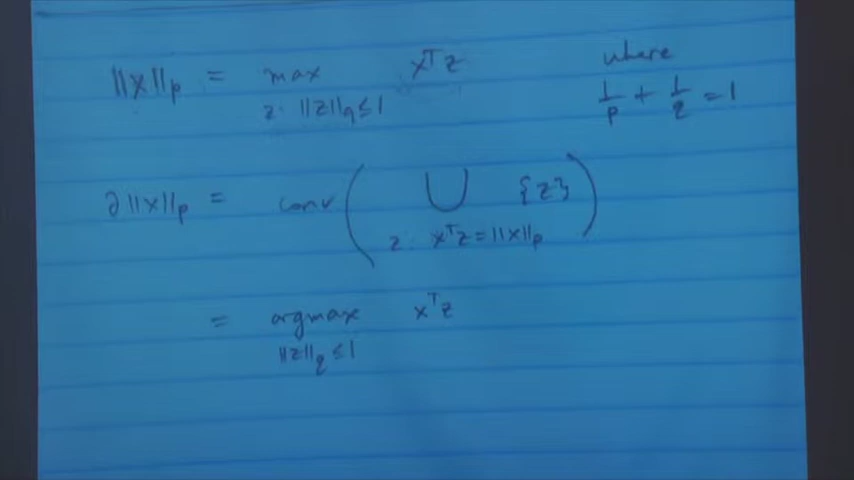 ||x||p = max xᵀz where
z: ||z||q ≤ 1 1/p + 1/q = 1
∂||x||p = conv( ∪ {z} )
z: xᵀz = ||x||p
= argmax xᵀz
||z||q ≤ 1